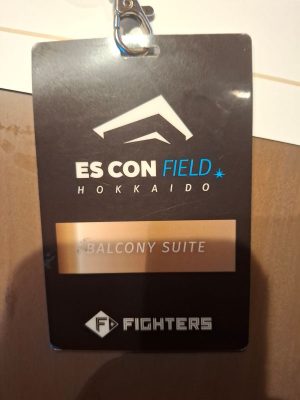 ES CON FIELD
HOKKAIDO
BALCONY SUITE
F FIGHTERS